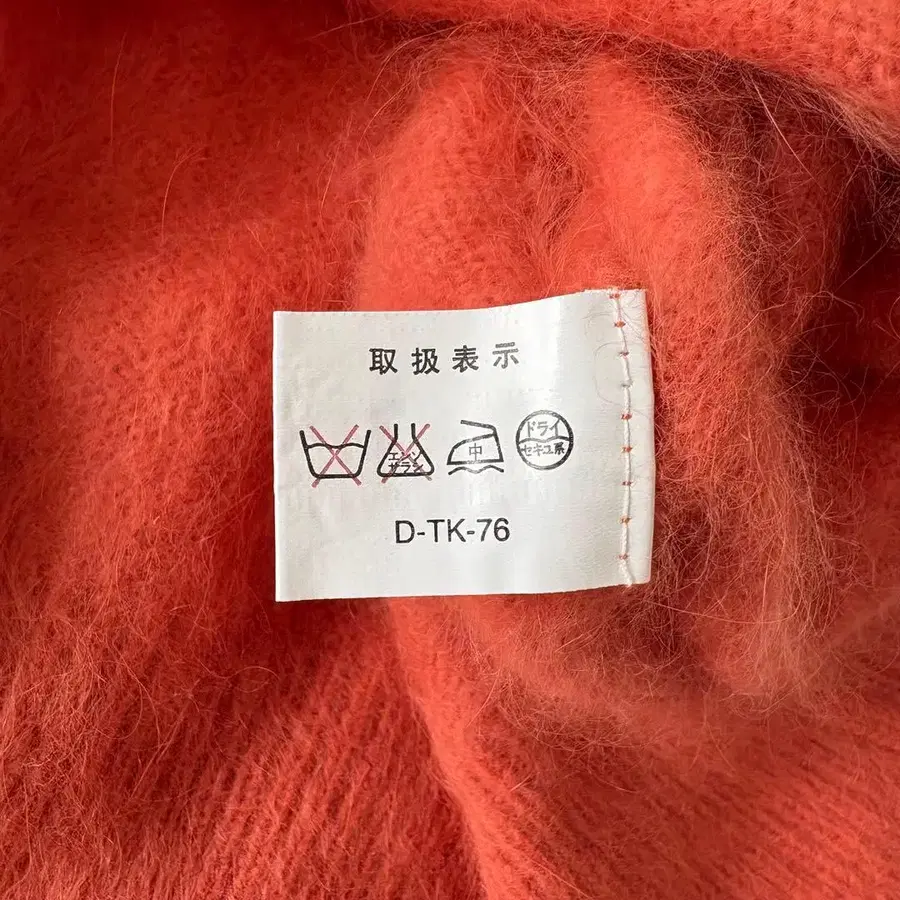 取扱表示
エンソ
サラシ
中
ドライ
セキユ系
D-TK-76